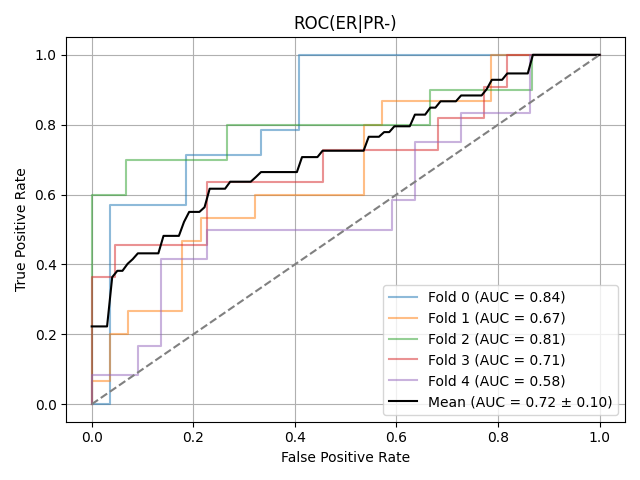 ROC(ER|PR-)
True Positive Rate
1.0
0.8
0.6
0.4
0.2
0.0
Fold 0 (AUC = 0.84)
Fold 1 (AUC = 0.67)
Fold 2 (AUC = 0.81)
Fold 3 (AUC = 0.71)
Fold 4 (AUC = 0.58)
Mean (AUC = 0.72 ± 0.10)
0.0 0.2 0.4 0.6 0.8 1.0
False Positive Rate